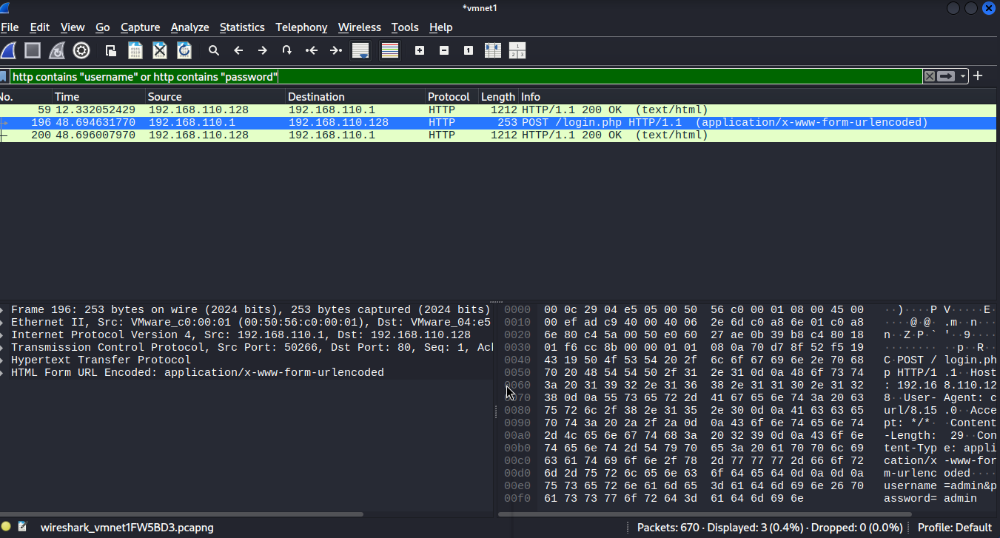 *vmnet1
File Edit View Go Capture Analyze Statistics Telephony Wireless Tools Help
http contains "username" or http contains "password"
No. Time Source Destination Protocol Length Info
59 12.332052429 192.168.110.128 192.168.110.1 HTTP 1212 HTTP/1.1 200 OK (text/html)
196 48.694631770 192.168.110.1 192.168.110.128 HTTP 253 POST /login.php HTTP/1.1 (application/x-www-form-urlencoded)
200 48.696007970 192.168.110.128 192.168.110.1 HTTP 1212 HTTP/1.1 200 OK (text/html)
Frame 196: 253 bytes on wire (2024 bits), 253 bytes captured (2024 bits)
Ethernet II, Src: VMware_c0:00:01 (00:50:56:c0:00:01), Dst: VMware_04:e5
Internet Protocol Version 4, Src: 192.168.110.1, Dst: 192.168.110.128
Transmission Control Protocol, Src Port: 50266, Dst Port: 80, Seq: 1, Ac
Hypertext Transfer Protocol
HTML Form URL Encoded: application/x-www-form-urlencoded
0000 00 0c 29 04 e5 05 00 50 56 c0 00 01 08 00 45 00 ··)····P V·····E·
0010 00 ef ad c9 40 00 40 06 2e 6d c0 a8 6e 01 c0 a8 ····@·@· .m··n···
0020 6e 80 c4 5a 00 50 e0 60 27 ae 0b 39 b8 c4 80 18 n··Z·P·` '··9····
0030 01 f6 cc 8b 00 00 01 01 08 0a 70 d7 8f 52 f5 19 ········ ··p··R··
0040 43 19 50 4f 53 54 20 2f 6c 6f 67 69 6e 2e 70 68 C·POST / login.ph
0050 70 20 48 54 54 50 2f 31 2e 31 0d 0a 48 6f 73 74 p HTTP/1 .1··Host
0060 3a 20 31 39 32 2e 31 36 38 2e 31 31 30 2e 31 32 : 192.16 8.110.12
0070 38 0d 0a 55 73 65 72 2d 41 67 65 6e 74 3a 20 63 8··User- Agent: c
0080 75 72 6c 2f 38 2e 31 35 2e 30 0d 0a 41 63 63 65 url/8.15 .0··Acce
0090 70 74 3a 20 2a 2f 2a 0d 0a 43 6f 6e 74 65 6e 74 pt: */*· ·Content
00a0 2d 4c 65 6e 67 74 68 3a 20 32 39 0d 0a 43 6f 6e -Length: 29··Con
00b0 74 65 6e 74 2d 54 79 70 65 3a 20 61 70 70 6c 69 tent-Typ e: appli
00c0 63 61 74 69 6f 6e 2f 78 2d 77 77 77 2d 66 6f 72 cation/x -www-for
00d0 6d 2d 75 72 6c 65 6e 63 6f 64 65 64 0d 0a 0d 0a m-urlenc oded····
00e0 75 73 65 72 6e 61 6d 65 3d 61 64 6d 69 6e 26 70 username =admin&p
00f0 61 73 73 77 6f 72 64 3d 61 64 6d 69 6e assword= admin
wireshark_vmnet1FW5BD3.pcapng Packets: 670 · Displayed: 3 (0.4%) · Dropped: 0 (0.0%) Profile: Default